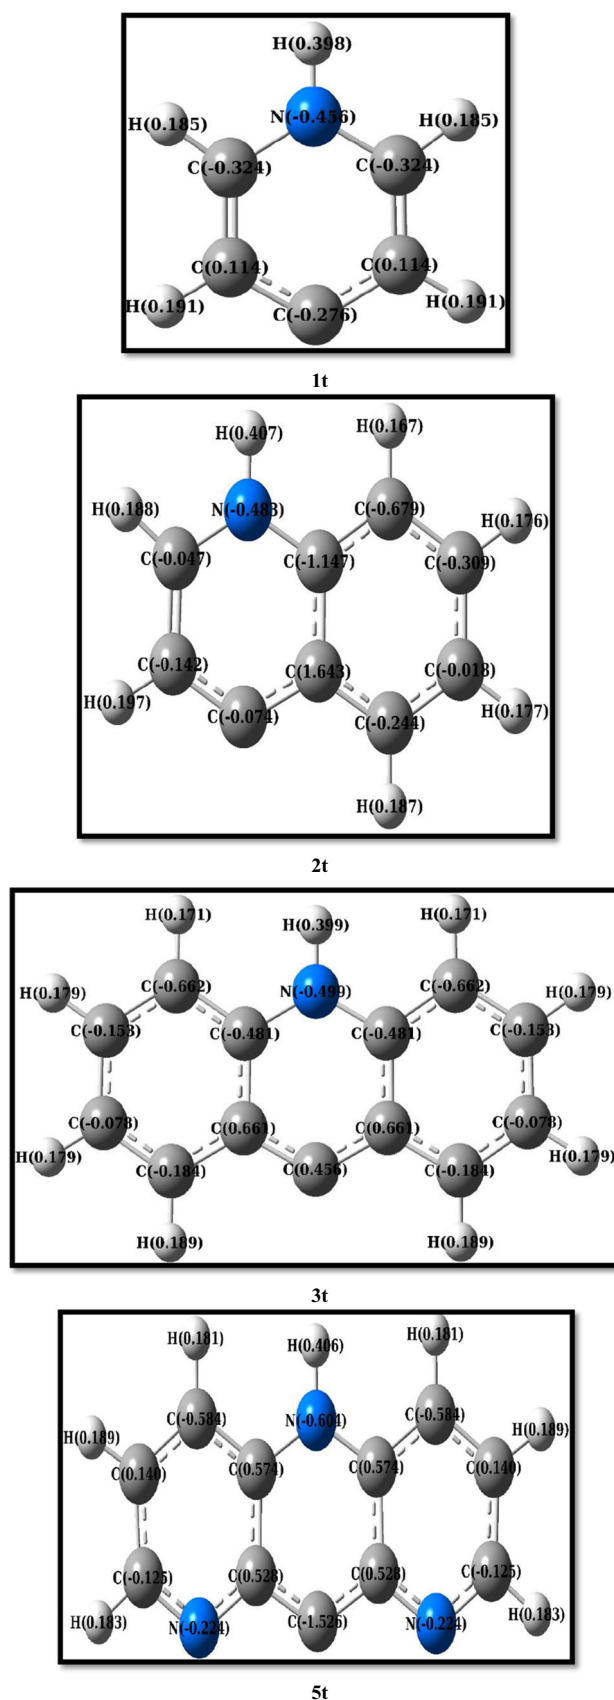 H(0.398)
N(-0.456)
H(0.185) H(0.185)
C(-0.324) C(-0.324)
C(0.114) C(0.114)
H(0.191) C(-0.276) H(0.191)
1t
H(0.407) H(0.167)
H(0.188) N(-0.483) C(-0.679) H(0.176)
C(-0.047) C(-1.147) C(-0.309)
C(-0.142) C(1.643) C(-0.018)
H(0.197) C(-0.074) C(-0.244) H(0.177)
H(0.187)
2t
H(0.171) H(0.399) H(0.171)
H(0.179) C(-0.662) N(-0.499) C(-0.662) H(0.179)
C(-0.153) C(-0.481) C(-0.481) C(-0.153)
C(-0.078) C(0.661) C(0.661) C(-0.078)
H(0.179) C(-0.184) C(0.456) C(-0.184) H(0.179)
H(0.189) H(0.189)
3t
H(0.181) H(0.406) H(0.181)
H(0.189) C(-0.584) N(-0.604) C(-0.584) H(0.189)
C(0.140) C(0.574) C(0.574) C(0.140)
C(-0.125) C(0.528) C(0.528) C(-0.125)
H(0.183) N(-0.224) C(-1.526) N(-0.224) H(0.183)
5t